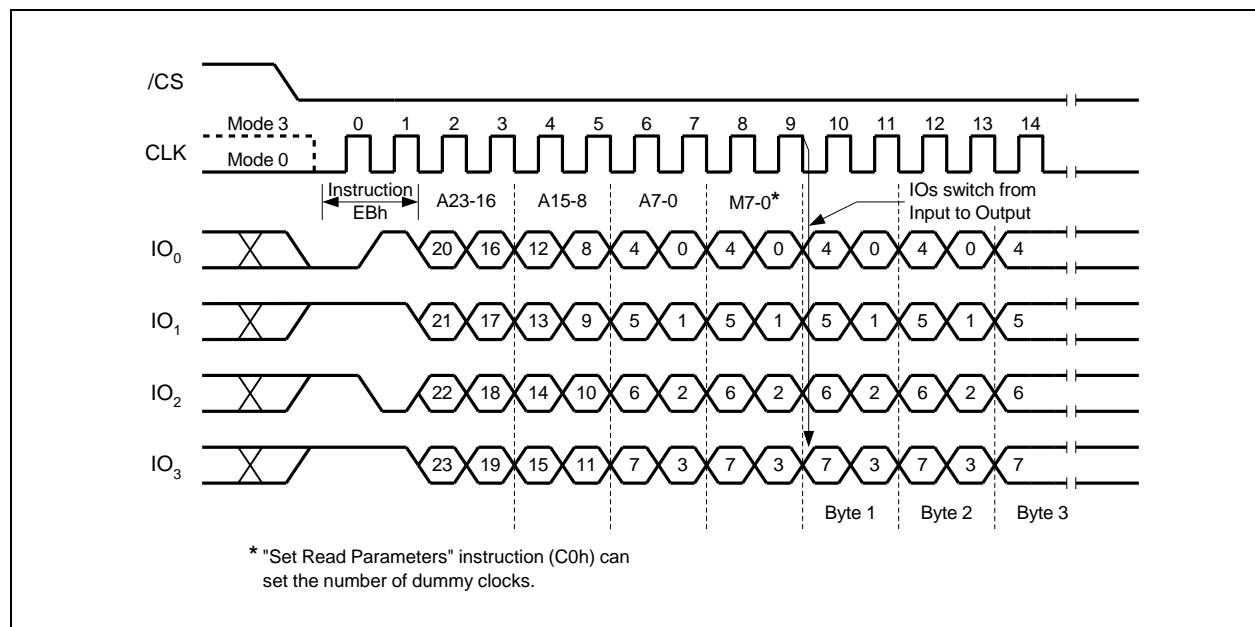 /CS
Mode 3
0 1 2 3 4 5 6 7 8 9 10 11 12 13 14
CLK
Mode 0
Instruction
EBh
A23-16 A15-8 A7-0 M7-0*
IOs switch from
Input to Output
IO0 20 16 12 8 4 0 4 0 4 0 4 0 4
IO1 21 17 13 9 5 1 5 1 5 1 5 1 5
IO2 22 18 14 10 6 2 6 2 6 2 6 2 6
IO3 23 19 15 11 7 3 7 3 7 3 7 3 7
Byte 1 Byte 2 Byte 3
* "Set Read Parameters" instruction (C0h) can
set the number of dummy clocks.